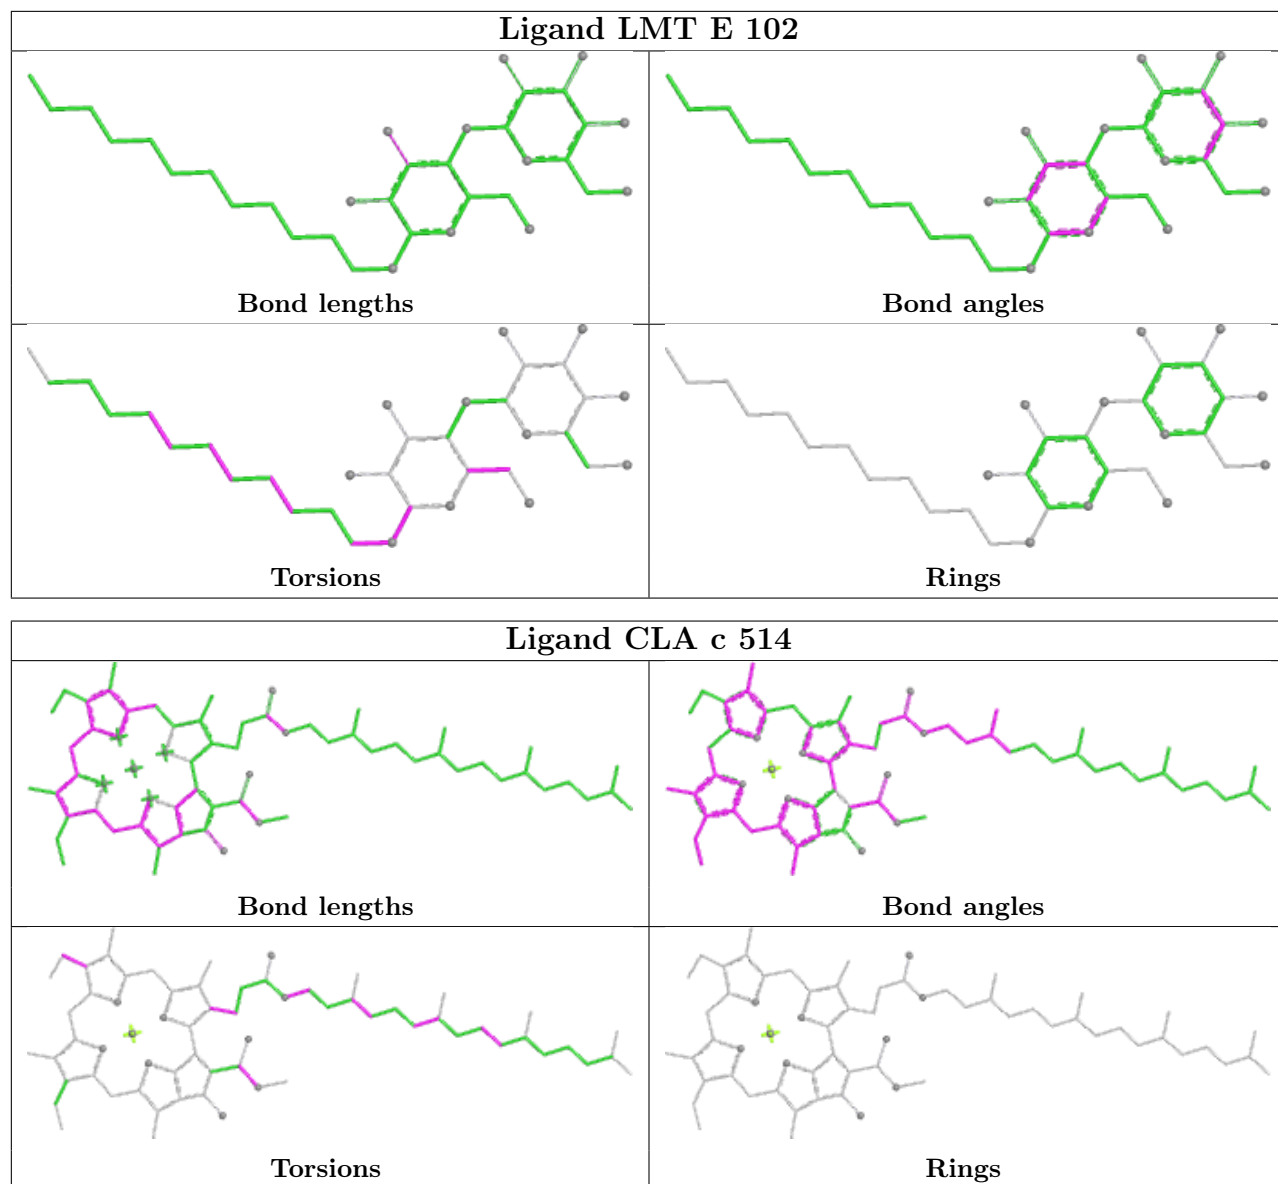 Ligand LMT E 102
Bond lengths
Bond angles
Torsions
Rings
Ligand CLA c 514
Bond lengths
Bond angles
Torsions
Rings